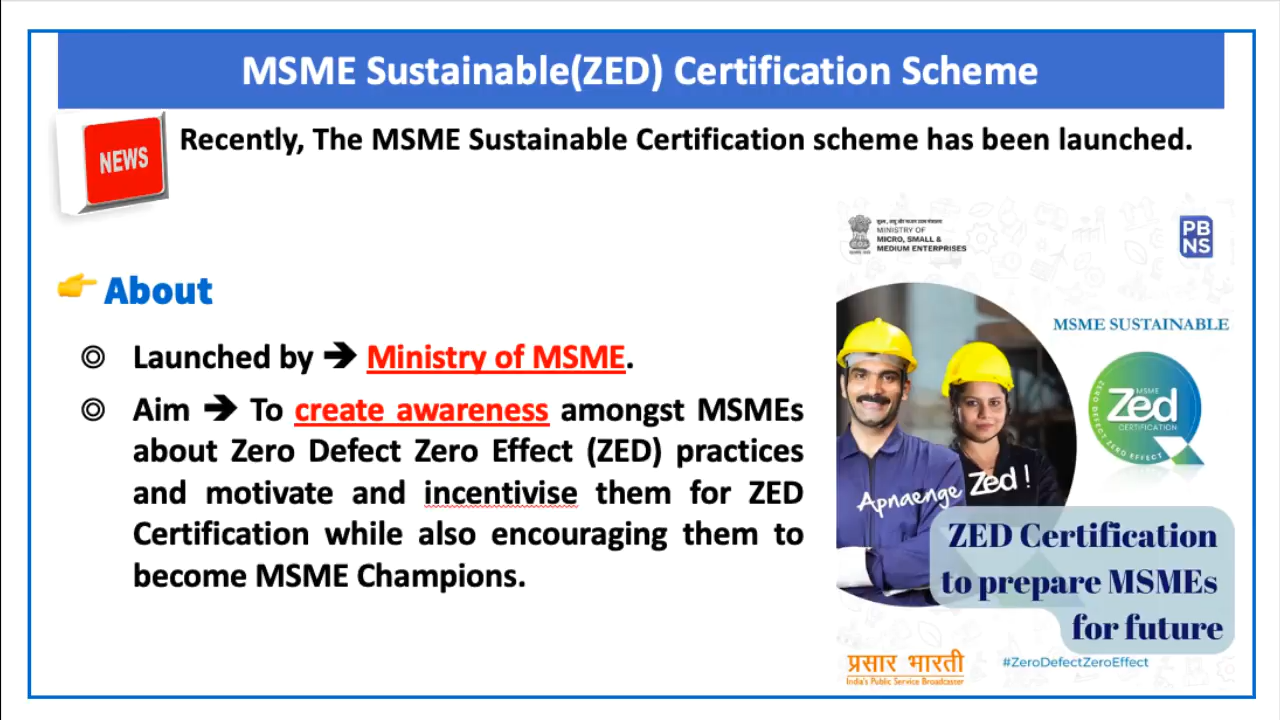 MSME Sustainable(ZED) Certification Scheme
NEWS
Recently, The MSME Sustainable Certification scheme has been launched.
About
Launched by ➔ Ministry of MSME.
Aim ➔ To create awareness amongst MSMEs
about Zero Defect Zero Effect (ZED) practices
and motivate and incentivise them for ZED
Certification while also encouraging them to
become MSME Champions.
MINISTRY OF
MICRO, SMALL &
MEDIUM ENTERPRISES
PB
NS
MSME SUSTAINABLE
MSME
Zed
CERTIFICATION
ZERO DEFECT ZERO EFFECT
Apnaenge Zed !
ZED Certification
to prepare MSMEs
for future
प्रसार भारती
India's Public Service Broadcaster
#ZeroDefectZeroEffect